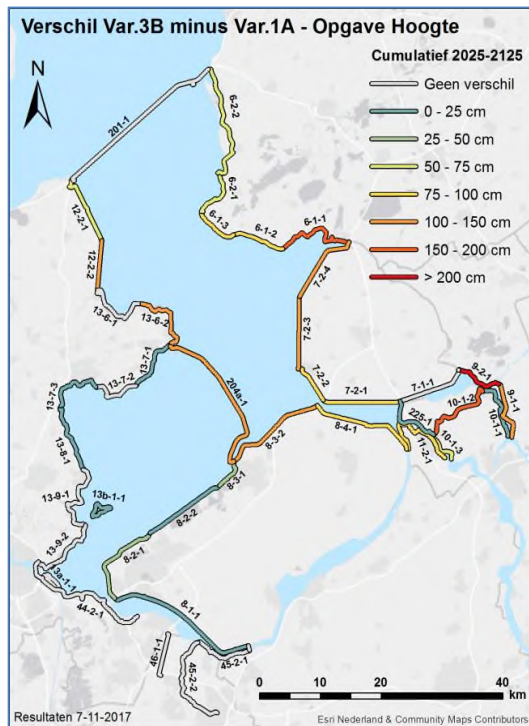 Verschil Var.3B minus Var.1A - Opgave Hoogte
Cumulatief 2025-2125
N
Geen verschil
0 - 25 cm
25 - 50 cm
50 - 75 cm
75 - 100 cm
100 - 150 cm
150 - 200 cm
> 200 cm
201-1
6-2-2
6-2-1
6-1-3
6-1-2
6-1-1
12-2-1
12-2-2
7-2-4
13-6-1
13-6-2
7-2-3
13-7-1
13-7-2
13-7-3
204a-1
7-2-2
7-2-1
7-1-1
9-2-1
9-1-1
10-1-2
10-1-1
225-1
10-1-3
11-2-1
8-4-1
8-3-2
8-3-1
13-8-1
13-9-1
13b-1-1
8-2-2
13-9-2
8-2-1
13a-1-1
44-2-1
8-1-1
46-1-1
45-2-1
45-2-2
0 10 20 40
km
Resultaten 7-11-2017
Esri Nederland & Community Maps Contributors